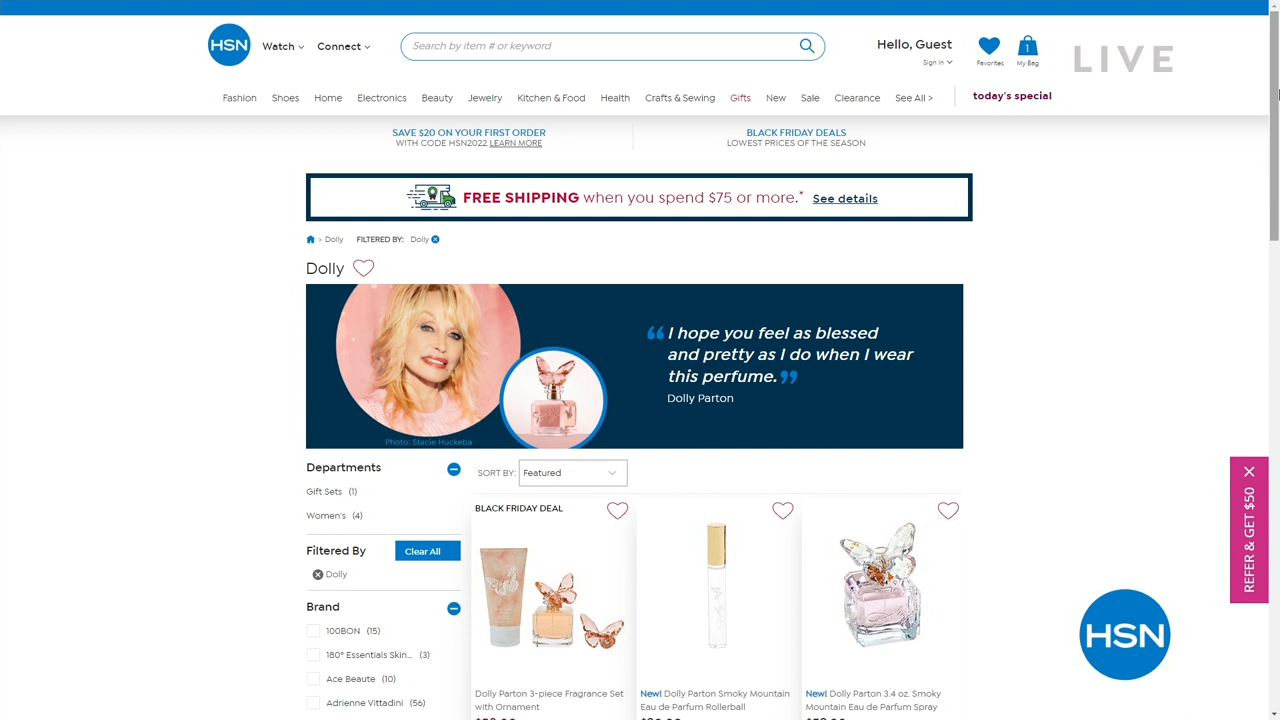 HSN
Watch
Connect
Search by item # or keyword
Hello, Guest
Sign In
Favorites
1
My Bag
LIVE
Fashion
Shoes
Home
Electronics
Beauty
Jewelry
Kitchen & Food
Health
Crafts & Sewing
Gifts
New
Sale
Clearance
See All >
today's special
SAVE $20 ON YOUR FIRST ORDER
WITH CODE HSN2022 LEARN MORE
BLACK FRIDAY DEALS
LOWEST PRICES OF THE SEASON
FREE SHIPPING when you spend $75 or more.* See details
> Dolly FILTERED BY: Dolly
Dolly
“I hope you feel as blessed
and pretty as I do when I wear
this perfume.”
Dolly Parton
Photo: Stacie Huckeba
Departments
Gift Sets (1)
Women's (4)
Filtered By
Clear All
Dolly
Brand
100BON (15)
180° Essentials Skin... (3)
Ace Beaute (10)
Adrienne Vittadini (56)
SORT BY: Featured
BLACK FRIDAY DEAL
Dolly Parton 3-piece Fragrance Set
with Ornament
New! Dolly Parton Smoky Mountain
Eau de Parfum Rollerball
New! Dolly Parton 3.4 oz. Smoky
Mountain Eau de Parfum Spray
REFER & GET $50
HSN